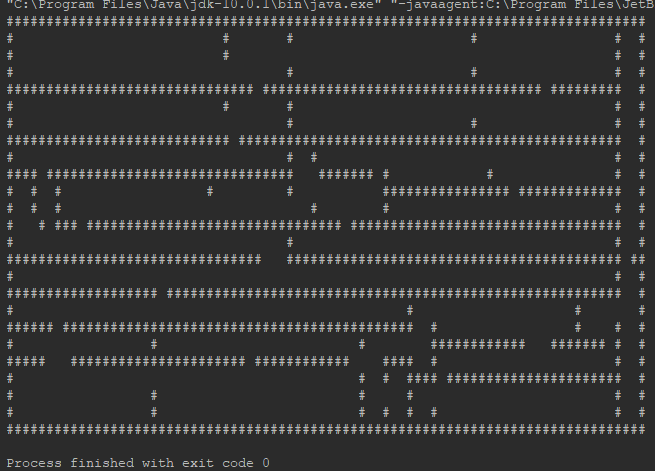 "C:\Program Files\Java\jdk-10.0.1\bin\java.exe" "-javaagent:C:\Program Files\JetB
################################################################################
#                          #       #                      #                 #  #
#                          #                                                #  #
#                                  #                      #                 #  #
############################### ################################### #########  #
#                          #       #                                        #  #
#                                  #                      #                 #  #
############################ ################################################  #
#                                  #  #                                     #  #
#### ###############################   ####### #            #               #  #
#  #  #                  #         #           ################ #############  #
#  #  #                               #        #                            #  #
#   # ### ################################ ##################################  #
#                                  #                                        #  #
################################   ########################################## ##
#                                                                           #  #
################### #########################################################  #
#                                                 #                    #       #
###### ############################################  #                 #    #  #
#                 #                         #        ############   ####### #  #
#####   ###################### ############    ####  #                      #  #
#                                           #  #  #### ######################  #
#                 #                         #     #                            #
#                 #                         #  #  #  #                      #  #
################################################################################
Process finished with exit code 0